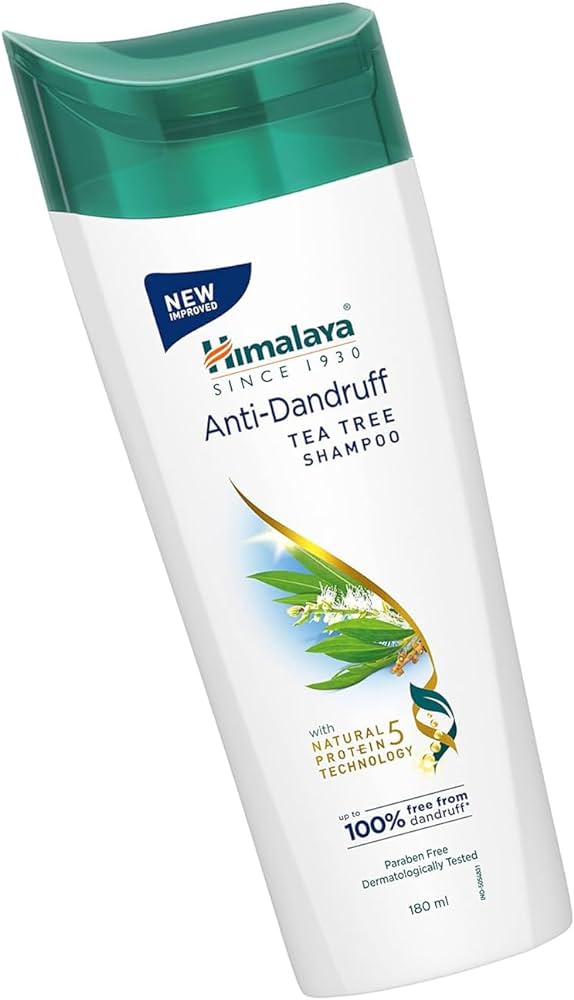 NEW
IMPROVED
Himalaya®
SINCE 1930
Anti-Dandruff
TEA TREE
SHAMPOO
with
NATURAL 5
PROTEIN
TECHNOLOGY
up to 100% free from
dandruff*
Paraben Free
Dermatologically Tested
180 ml